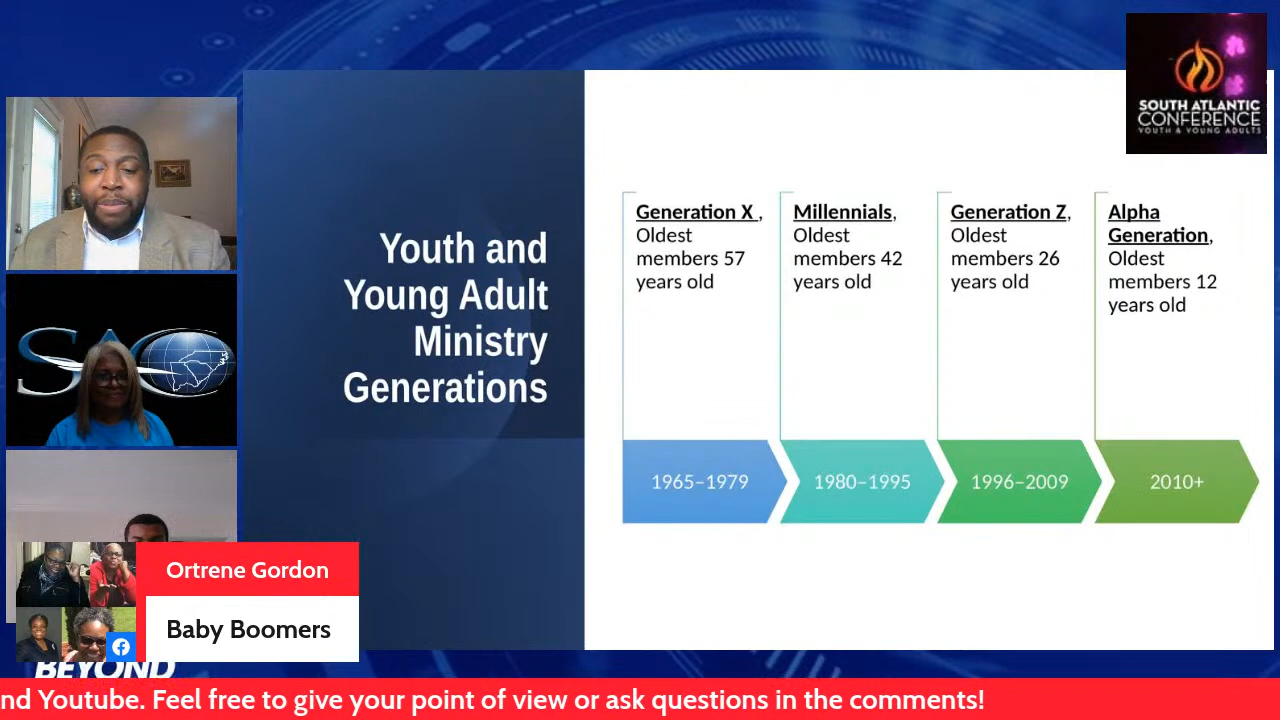 NEWS
NEWS
SOUTH ATLANTIC
CONFERENCE
YOUTH & YOUNG ADULTS
SAC
Youth and
Young Adult
Ministry
Generations
Generation X ,
Oldest
members 57
years old
Millennials,
Oldest
members 42
years old
Generation Z,
Oldest
members 26
years old
Alpha
Generation,
Oldest
members 12
years old
1965–1979
1980–1995
1996–2009
2010+
Ortrene Gordon
Baby Boomers
BEYOND
nd Youtube. Feel free to give your point of view or ask questions in the comments!